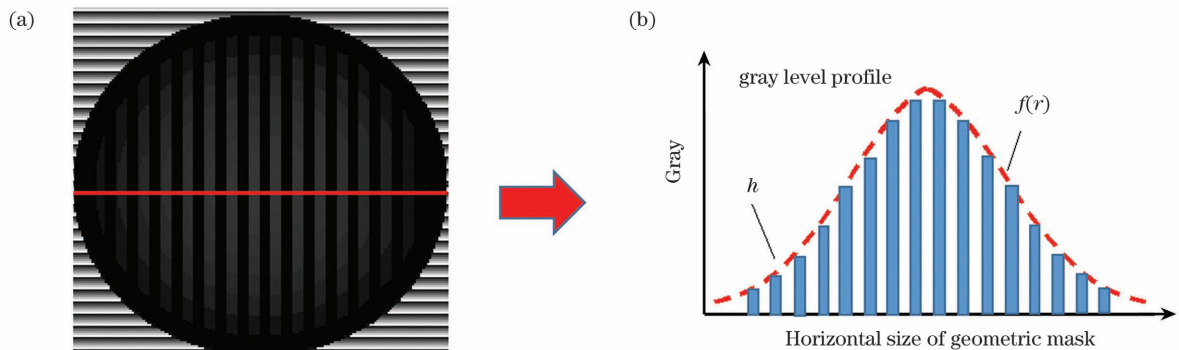 (a)
(b)
gray level profile
f(r)
h
Gray
Horizontal size of geometric mask